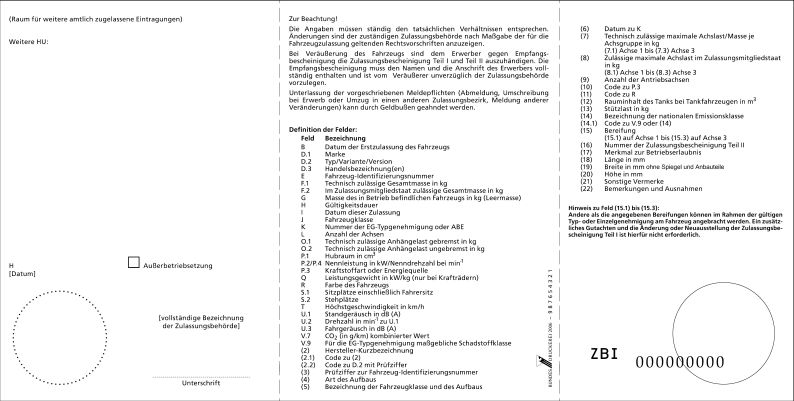 (Raum für weitere amtlich zugelassene Eintragungen)
Weitere HU:
H
[Datum]
Außerbetriebsetzung
[vollständige Bezeichnung
der Zulassungsbehörde]
Unterschrift
Zur Beachtung!
Die Angaben müssen ständig den tatsächlichen Verhältnissen entsprechen.
Änderungen sind der zuständigen Zulassungsbehörde nach Maßgabe der für die
Fahrzeugzulassung geltenden Rechtsvorschriften anzuzeigen.
Bei Veräußerung des Fahrzeugs sind dem Erwerber gegen Empfangs-
bescheinigung die Zulassungsbescheinigung Teil I und Teil II auszuhändigen. Die
Empfangsbescheinigung muss den Namen und die Anschrift des Erwerbers voll-
ständig enthalten und ist vom Veräußerer unverzüglich der Zulassungsbehörde
vorzulegen.
Unterlassung der vorgeschriebenen Meldepflichten (Abmeldung, Umschreibung
bei Erwerb oder Umzug in einen anderen Zulassungsbezirk, Meldung anderer
Veränderungen) kann durch Geldbußen geahndet werden.
Definition der Felder:
Feld Bezeichnung
B Datum der Erstzulassung des Fahrzeugs
D.1 Marke
D.2 Typ/Variante/Version
D.3 Handelsbezeichnung(en)
E Fahrzeug-Identifizierungsnummer
F.1 Technisch zulässige Gesamtmasse in kg
F.2 Im Zulassungsmitgliedstaat zulässige Gesamtmasse in kg
G Masse des in Betrieb befindlichen Fahrzeugs in kg (Leermasse)
H Gültigkeitsdauer
I Datum dieser Zulassung
J Fahrzeugklasse
K Nummer der EG-Typgenehmigung oder ABE
L Anzahl der Achsen
O.1 Technisch zulässige Anhängelast gebremst in kg
O.2 Technisch zulässige Anhängelast ungebremst in kg
P.1 Hubraum in cm³
P.2/P.4 Nennleistung in kW/Nenndrehzahl bei min⁻¹
P.3 Kraftstoffart oder Energiequelle
Q Leistungsgewicht in kW/kg (nur bei Krafträdern)
R Farbe des Fahrzeugs
S.1 Sitzplätze einschließlich Fahrersitz
S.2 Stehplätze
T Höchstgeschwindigkeit in km/h
U.1 Standgeräusch in dB (A)
U.2 Drehzahl in min⁻¹ zu U.1
U.3 Fahrgeräusch in dB (A)
V.7 CO₂ (in g/km) kombinierter Wert
V.9 Für die EG-Typgenehmigung maßgebliche Schadstoffklasse
(2) Hersteller-Kurzbezeichnung
(2.1) Code zu (2)
(2.2) Code zu D.2 mit Prüfziffer
(3) Prüfziffer zur Fahrzeug-Identifizierungsnummer
(4) Art des Aufbaus
(5) Bezeichnung der Fahrzeugklasse und des Aufbaus
BUNDESDRUCKEREI 2006 — 9 8 7 6 5 4 3 2 1
(6) Datum zu K
(7) Technisch zulässige maximale Achslast/Masse je
Achsgruppe in kg
(7.1) Achse 1 bis (7.3) Achse 3
(8) Zulässige maximale Achslast im Zulassungsmitgliedstaat
in kg
(8.1) Achse 1 bis (8.3) Achse 3
(9) Anzahl der Antriebsachsen
(10) Code zu P.3
(11) Code zu R
(12) Rauminhalt des Tanks bei Tankfahrzeugen in m³
(13) Stützlast in kg
(14) Bezeichnung der nationalen Emissionsklasse
(14.1) Code zu V.9 oder (14)
(15) Bereifung
(15.1) auf Achse 1 bis (15.3) auf Achse 3
(16) Nummer der Zulassungsbescheinigung Teil II
(17) Merkmal zur Betriebserlaubnis
(18) Länge in mm
(19) Breite in mm ohne Spiegel und Anbauteile
(20) Höhe in mm
(21) Sonstige Vermerke
(22) Bemerkungen und Ausnahmen
Hinweis zu Feld (15.1) bis (15.3):
Andere als die angegebenen Bereifungen können im Rahmen der gültigen
Typ- oder Einzelgenehmigung am Fahrzeug angebracht werden. Ein zusätz-
liches Gutachten und die Änderung oder Neuausstellung der Zulassungsbe-
scheinigung Teil I ist hierfür nicht erforderlich.
ZBI 000000000